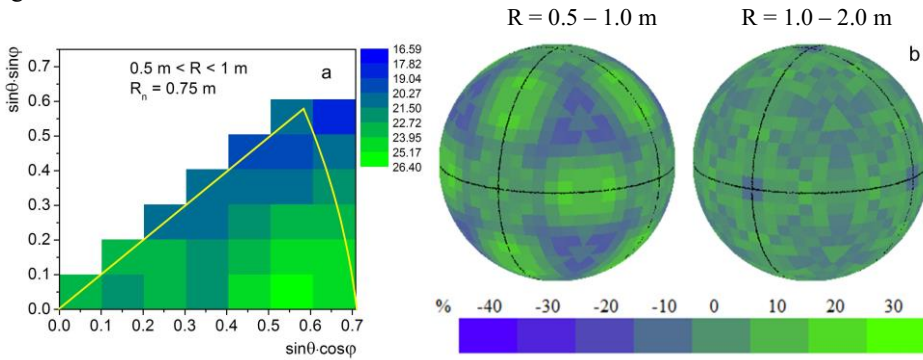 R = 0.5 – 1.0 m
R = 1.0 – 2.0 m
a
b
0.5 m < R < 1 m
Rₙ = 0.75 m
sinθ·sinφ
0.7
0.6
0.5
0.4
0.3
0.2
0.1
0.0
0.0 0.1 0.2 0.3 0.4 0.5 0.6 0.7
sinθ·cosφ
16.59
17.82
19.04
20.27
21.50
22.72
23.95
25.17
26.40
% -40 -30 -20 -10 0 10 20 30